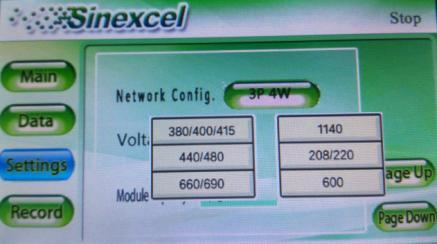 Sinexcel
Stop
Main
Data
Settings
Record
Network Config. 3P 4W
Volt
380/400/415 1140
440/480 208/220
660/690 600
Module
age Up
Page Down